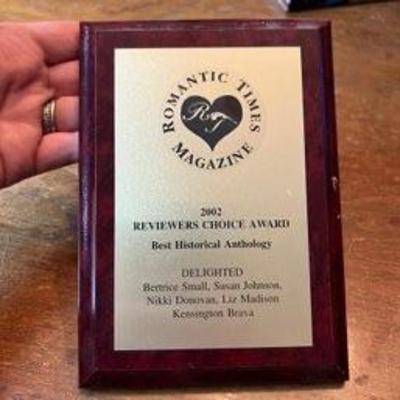 ROMANTIC TIMES
RT
MAGAZINE
2002
REVIEWERS CHOICE AWARD
Best Historical Anthology
DELIGHTED
Bertrice Small, Susan Johnson,
Nikki Donovan, Liz Madison
Kensington Brava